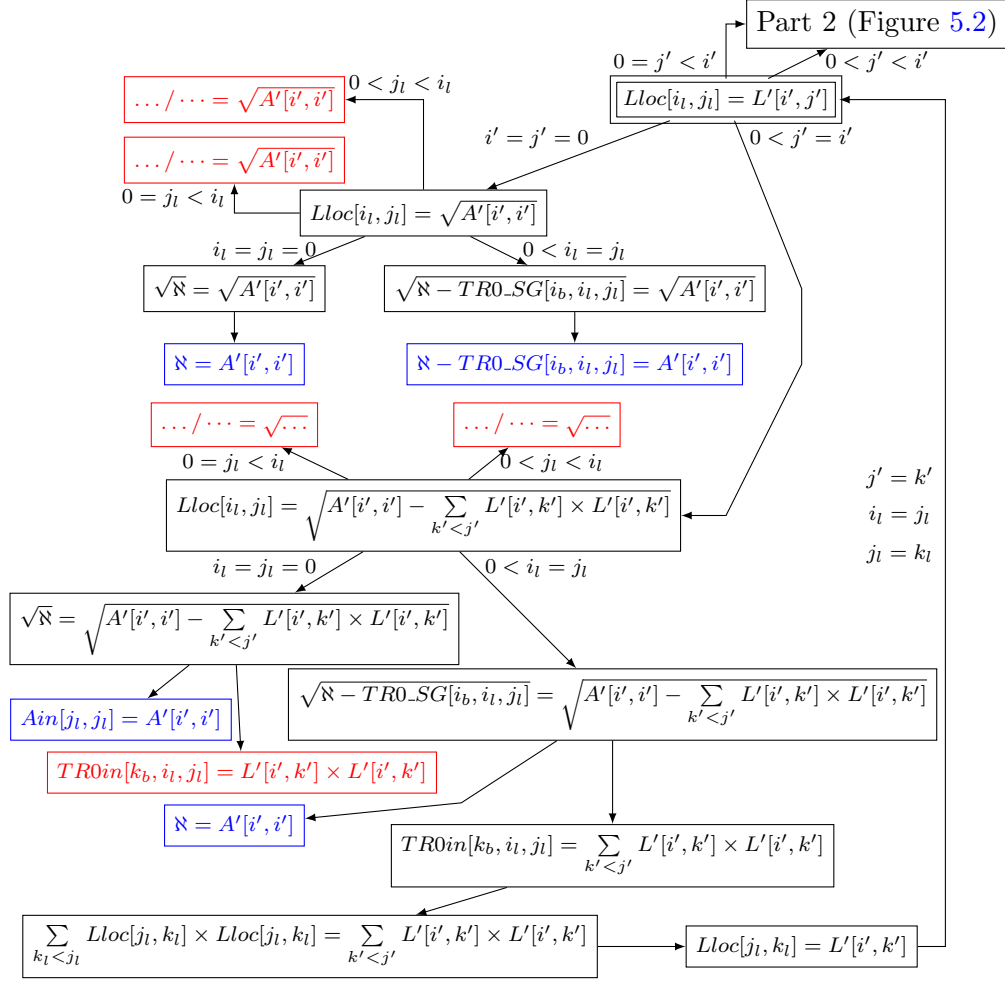 Part 2 (Figure 5.2)
0 = j′ < i′
0 < j′ < i′
Lloc[i_l, j_l] = L′[i′, j′]
0 < j_l < i_l
… / ⋯ = √(A′[i′, i′])
i′ = j′ = 0
0 < j′ = i′
… / ⋯ = √(A′[i′, i′])
0 = j_l < i_l
Lloc[i_l, j_l] = √(A′[i′, i′])
i_l = j_l = 0
0 < i_l = j_l
√ℵ = √(A′[i′, i′])
√(ℵ − TR0_SG[i_b, i_l, j_l]) = √(A′[i′, i′])
ℵ = A′[i′, i′]
ℵ − TR0_SG[i_b, i_l, j_l] = A′[i′, i′]
… / ⋯ = √…
… / ⋯ = √…
0 = j_l < i_l
0 < j_l < i_l
Lloc[i_l, j_l] = √(A′[i′, i′] − ∑_{k′<j′} L′[i′, k′] × L′[i′, k′])
j′ = k′
i_l = j_l
j_l = k_l
i_l = j_l = 0
0 < i_l = j_l
√ℵ = √(A′[i′, i′] − ∑_{k′<j′} L′[i′, k′] × L′[i′, k′])
√(ℵ − TR0_SG[i_b, i_l, j_l]) = √(A′[i′, i′] − ∑_{k′<j′} L′[i′, k′] × L′[i′, k′])
Ain[j_l, j_l] = A′[i′, i′]
TR0in[k_b, i_l, j_l] = L′[i′, k′] × L′[i′, k′]
ℵ = A′[i′, i′]
TR0in[k_b, i_l, j_l] = ∑_{k′<j′} L′[i′, k′] × L′[i′, k′]
∑_{k_l<j_l} Lloc[j_l, k_l] × Lloc[j_l, k_l] = ∑_{k′<j′} L′[i′, k′] × L′[i′, k′]
Lloc[j_l, k_l] = L′[i′, k′]